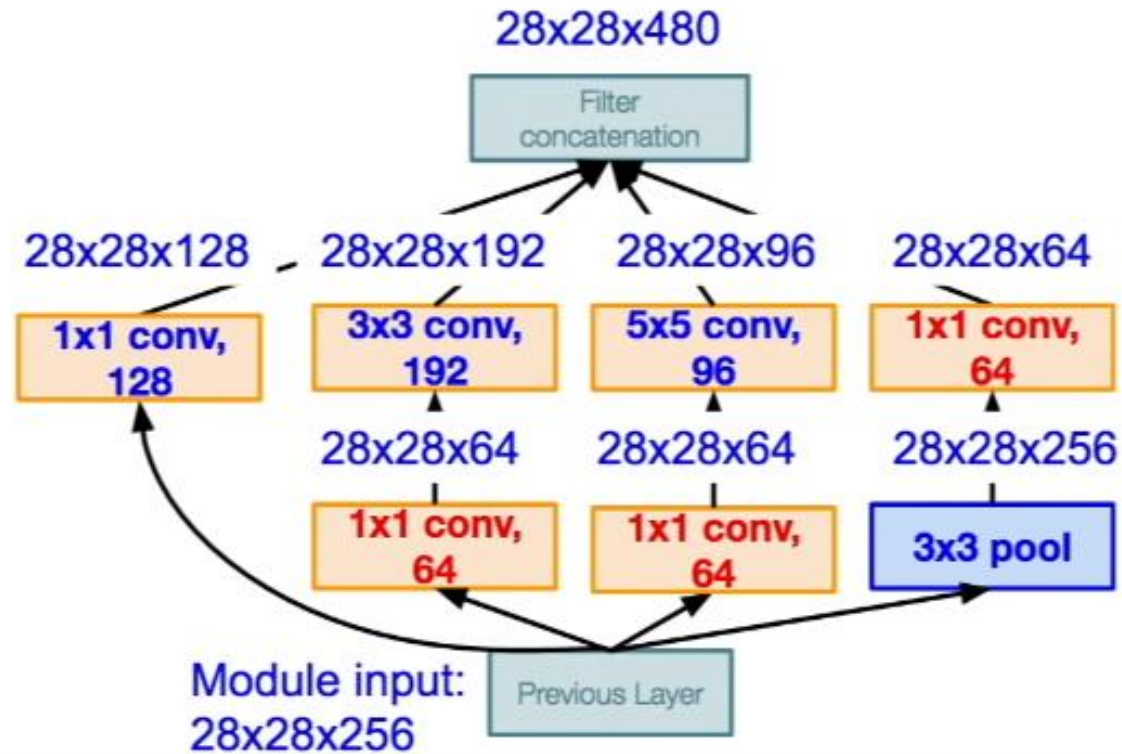 28x28x480
Filter
concatenation
28x28x128
28x28x192
28x28x96
28x28x64
1x1 conv,
128
3x3 conv,
192
5x5 conv,
96
1x1 conv,
64
28x28x64
28x28x64
28x28x256
1x1 conv,
64
1x1 conv,
64
3x3 pool
Module input:
28x28x256
Previous Layer